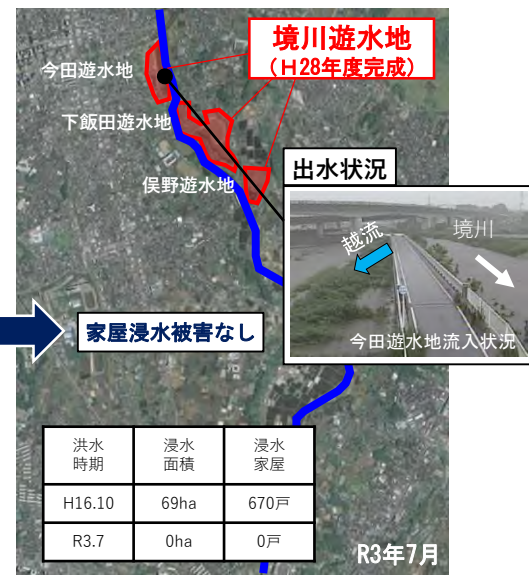 境川遊水地
（H28年度完成）
今田遊水地
下飯田遊水地
俣野遊水地
出水状況
越流
境川
今田遊水地流入状況
家屋浸水被害なし
洪水時期 浸水面積 浸水家屋
H16.10 69ha 670戸
R3.7 0ha 0戸
R3年7月